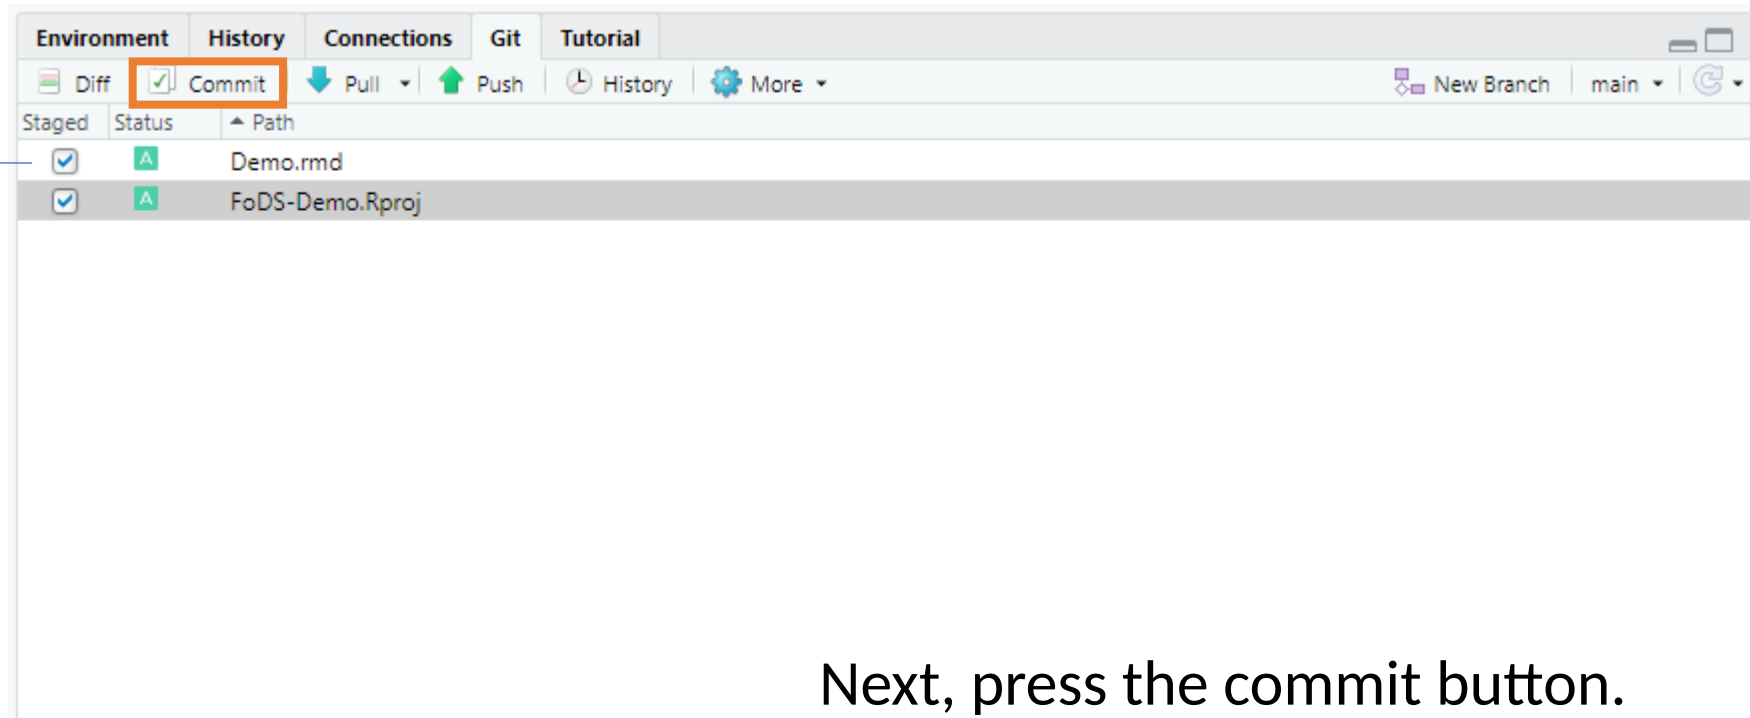 Environment History Connections Git Tutorial
Diff Commit Pull Push History More New Branch main
Staged Status Path
A Demo.rmd
A FoDS-Demo.Rproj
Next, press the commit button.